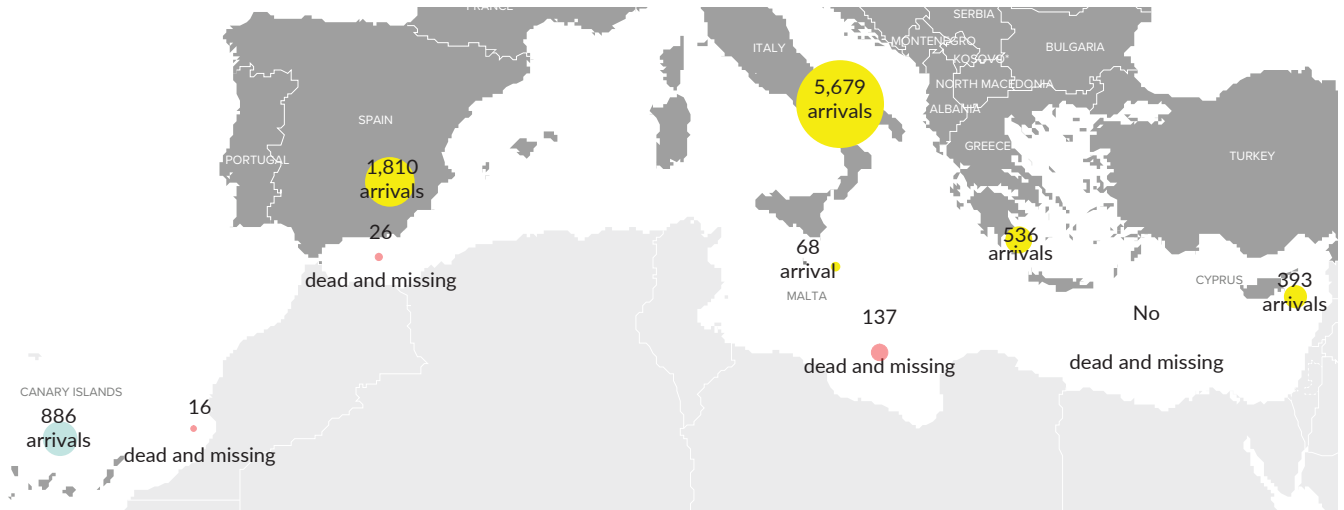 FRANCE
SERBIA
ITALY
MONTENEGRO
BULGARIA
KOSOVO*
5,679
arrivals
NORTH MACEDONIA
ALBANIA
SPAIN
GREECE
PORTUGAL
TURKEY
1,810
arrivals
26
dead and missing
68
arrival
MALTA
536
arrivals
CYPRUS
393
arrivals
137
dead and missing
No
dead and missing
CANARY ISLANDS
886
arrivals
16
dead and missing